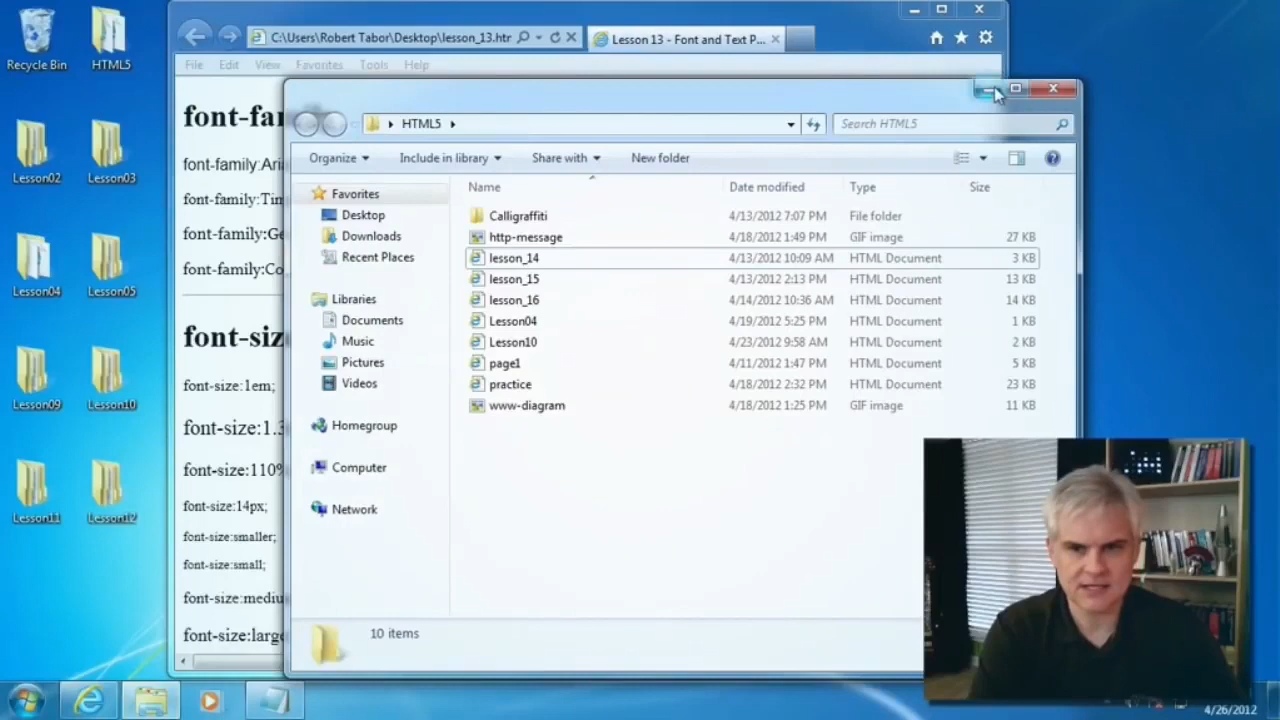 Recycle Bin
HTML5
Lesson02
Lesson03
Lesson04
Lesson05
Lesson09
Lesson10
Lesson11
Lesson12
C:\Users\Robert Tabor\Desktop\lesson_13.htr
Lesson 13 - Font and Text P...
File Edit View Favorites Tools Help
font-fa
font-family:Aria
font-family:Tim
font-family:Ge
font-family:Co
font-siz
font-size:1em;
font-size:1.3
font-size:110%
font-size:14px;
font-size:smaller;
font-size:small;
font-size:mediu
font-size:larg
HTML5
Search HTML5
Organize Include in library Share with New folder
Favorites
Desktop
Downloads
Recent Places
Libraries
Documents
Music
Pictures
Videos
Homegroup
Computer
Network
Name Date modified Type Size
Calligraffiti 4/13/2012 7:07 PM File folder
http-message 4/18/2012 1:49 PM GIF image 27 KB
lesson_14 4/13/2012 10:09 AM HTML Document 3 KB
lesson_15 4/13/2012 2:13 PM HTML Document 13 KB
lesson_16 4/14/2012 10:36 AM HTML Document 14 KB
Lesson04 4/19/2012 5:25 PM HTML Document 1 KB
Lesson10 4/23/2012 9:58 AM HTML Document 2 KB
page1 4/11/2012 1:47 PM HTML Document 5 KB
practice 4/18/2012 2:32 PM HTML Document 23 KB
www-diagram 4/18/2012 1:25 PM GIF image 11 KB
10 items
4/26/2012